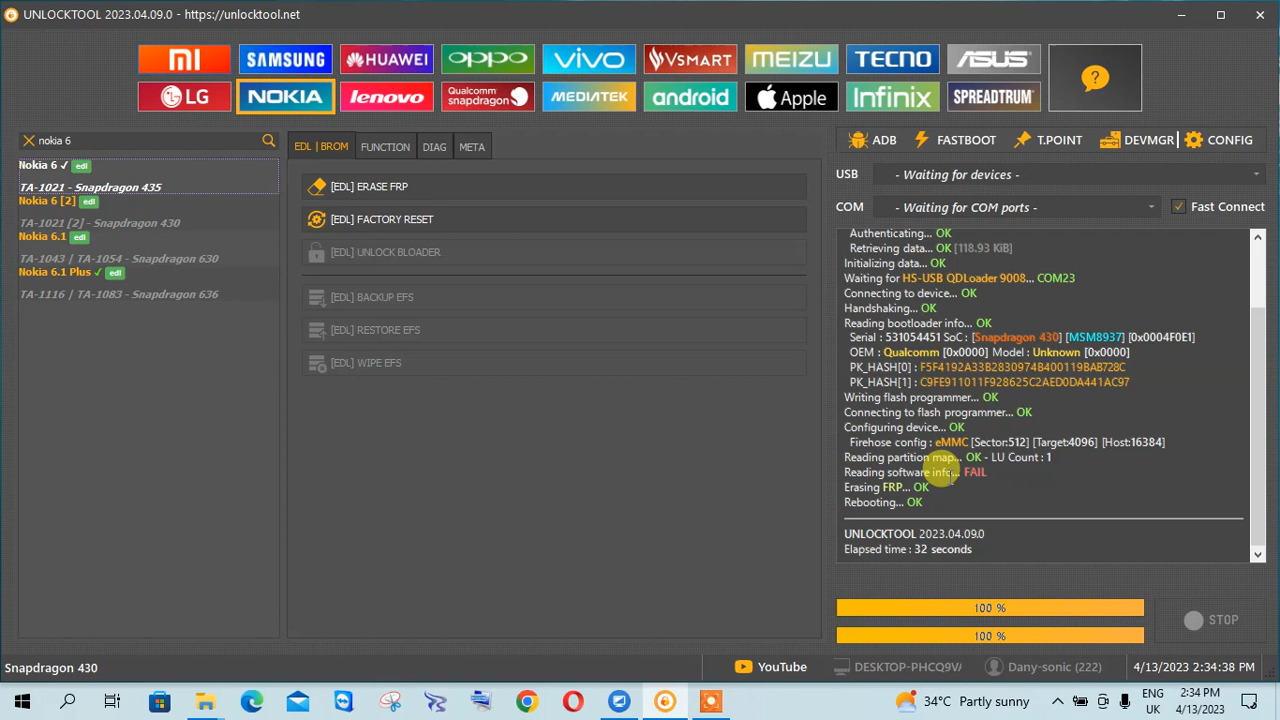 UNLOCKTOOL 2023.04.09.0 - https://unlocktool.net
SAMSUNG
HUAWEI
oppo
vivo
VSMART
MEIZU
TECNO
ASUS
?
LG
NOKIA
lenovo
Qualcomm
snapdragon
MEDIATEK
android
Apple
Infinix
SPREADTRUM
nokia 6
Nokia 6 ✓ edl
TA-1021 - Snapdragon 435
Nokia 6 [2] edl
TA-1021 [2] - Snapdragon 430
Nokia 6.1 edl
TA-1043 | TA-1054 - Snapdragon 630
Nokia 6.1 Plus ✓ edl
TA-1116 | TA-1083 - Snapdragon 636
EDL | BROM
FUNCTION
DIAG
META
[EDL] ERASE FRP
[EDL] FACTORY RESET
[EDL] UNLOCK BLOADER
[EDL] BACKUP EFS
[EDL] RESTORE EFS
[EDL] WIPE EFS
ADB
FASTBOOT
T.POINT
DEVMGR
CONFIG
USB
- Waiting for devices -
COM
- Waiting for COM ports -
Fast Connect
Authenticating... OK
Retrieving data... OK [118.93 KiB]
Initializing data... OK
Waiting for HS-USB QDLoader 9008... COM23
Connecting to device... OK
Handshaking... OK
Reading bootloader info... OK
Serial : 531054451 SoC : [Snapdragon 430] [MSM8937] [0x0004F0E1]
OEM : Qualcomm [0x0000] Model : Unknown [0x0000]
PK_HASH[0] : F5F4192A33B2830974B400119BAB728C
PK_HASH[1] : C9FE911011F928625C2AED0DA441AC97
Writing flash programmer... OK
Connecting to flash programmer... OK
Configuring device... OK
Firehose config : eMMC [Sector:512] [Target:4096] [Host:16384]
Reading partition map... OK - LU Count : 1
Reading software info... FAIL
Erasing FRP... OK
Rebooting... OK
UNLOCKTOOL 2023.04.09.0
Elapsed time : 32 seconds
100 %
100 %
STOP
Snapdragon 430
YouTube
DESKTOP-PHCQ9V/
Dany-sonic (222)
4/13/2023 2:34:38 PM
34°C Partly sunny
ENG
UK
2:34 PM
4/13/2023